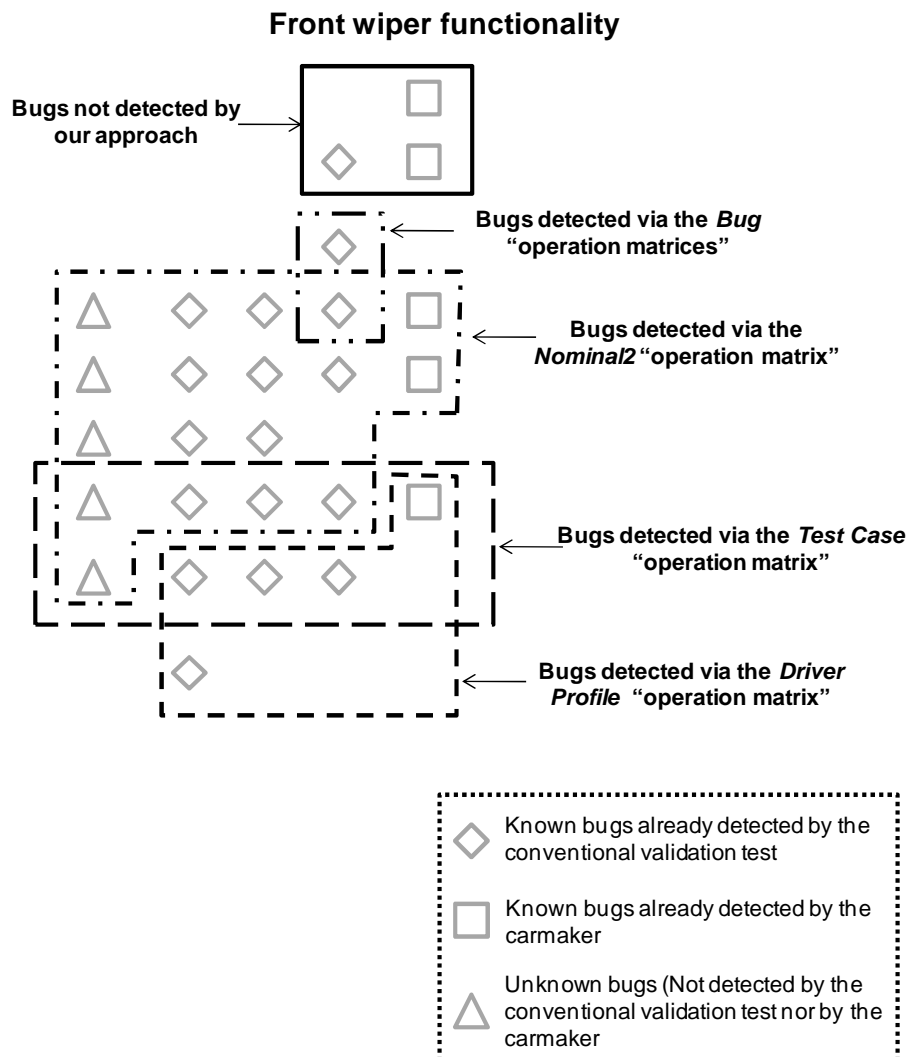 Front wiper functionality
Bugs not detected by
our approach
Bugs detected via the Bug
“operation matrices”
Bugs detected via the
Nominal2 “operation matrix”
Bugs detected via the Test Case
“operation matrix”
Bugs detected via the Driver
Profile “operation matrix”
Known bugs already detected by the
conventional validation test
Known bugs already detected by the
carmaker
Unknown bugs (Not detected by the
conventional validation test nor by the
carmaker